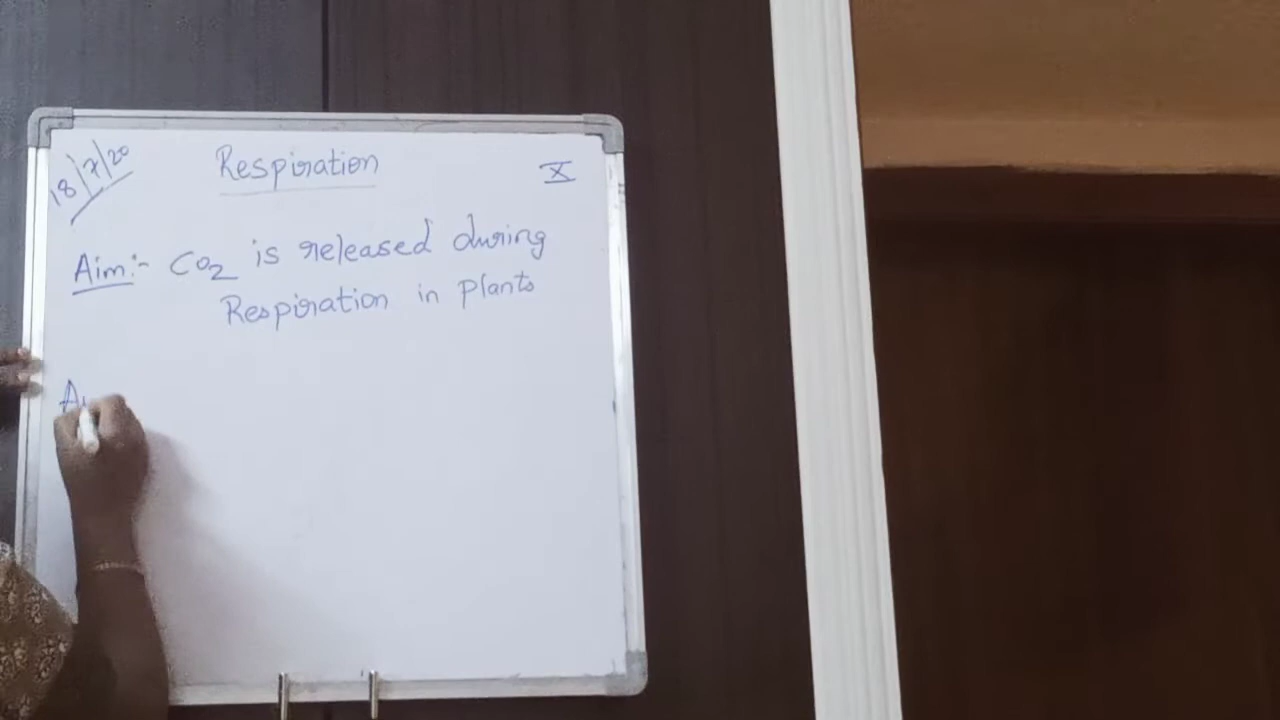 18/7/20
Respiration
X
Aim:- CO2 is released during
Respiration in plants